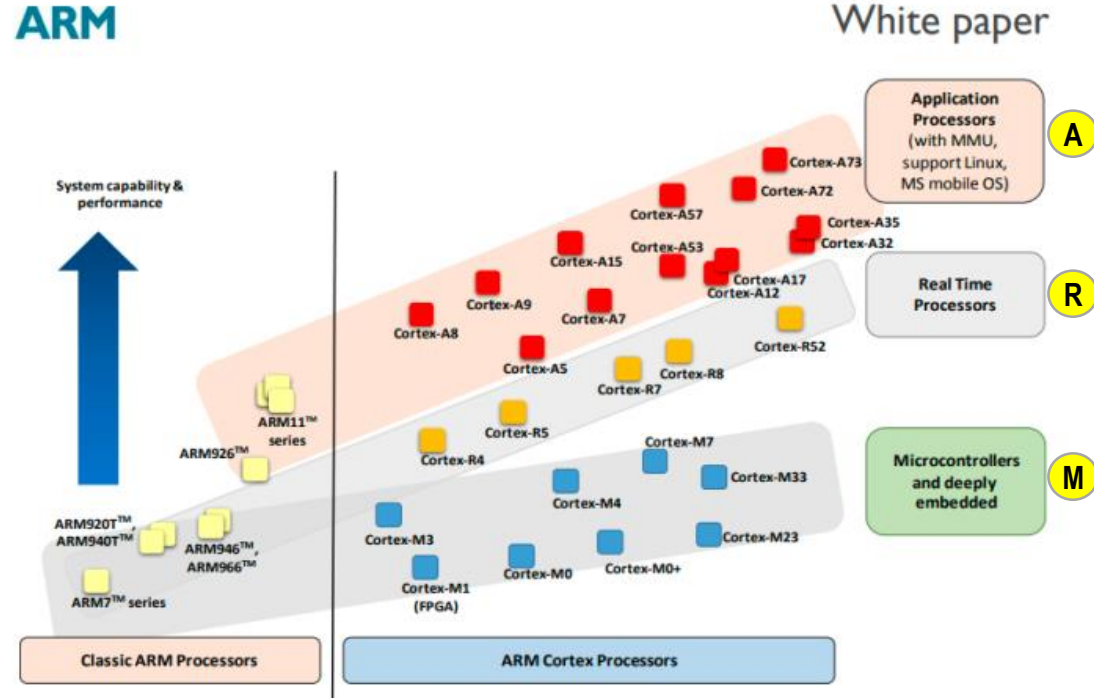 ARM
White paper
Application
Processors
(with MMU,
support Linux,
MS mobile OS)
A
System capability &
performance
Cortex-A73
Cortex-A72
Cortex-A57
Cortex-A35
Cortex-A32
Cortex-A53
Cortex-A15
Cortex-A17
Cortex-A12
Cortex-A9
Cortex-A7
Cortex-A8
Cortex-A5
Real Time
Processors
R
Cortex-R52
Cortex-R8
Cortex-R7
Cortex-R5
Cortex-R4
ARM11™
series
ARM926™
Cortex-M7
Cortex-M33
Cortex-M4
Cortex-M3
Cortex-M23
Cortex-M0+
Cortex-M0
Cortex-M1
(FPGA)
Microcontrollers
and deeply
embedded
M
ARM920T™,
ARM940T™
ARM946™,
ARM966™
ARM7™ series
Classic ARM Processors
ARM Cortex Processors